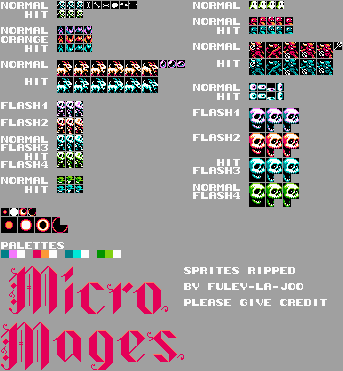 NORMAL
HIT
NORMAL
ORANGE
HIT
NORMAL
HIT
FLASH1
FLASH2
NORMAL
FLASH3
HIT
FLASH4
NORMAL
HIT
PALETTES
NORMAL
HIT
NORMAL
HIT
NORMAL
HIT
NORMAL
HIT
FLASH1
FLASH2
HIT
FLASH3
NORMAL
FLASH4
Micro
Mages.
SPRITES RIPPED
BY FULEY-LA-JOO
PLEASE GIVE CREDIT